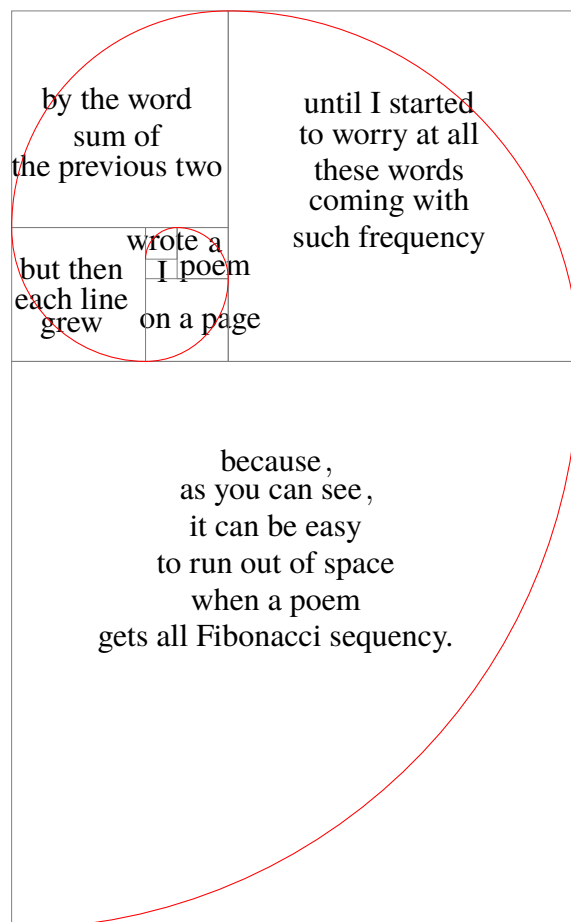 I
wrote
a
poem
on a page
but then
each line
grew
by the word
sum of
the previous two
until I started
to worry at all
these words
coming with
such frequency
because,
as you can see,
it can be easy
to run out of space
when a poem
gets all Fibonacci sequency.